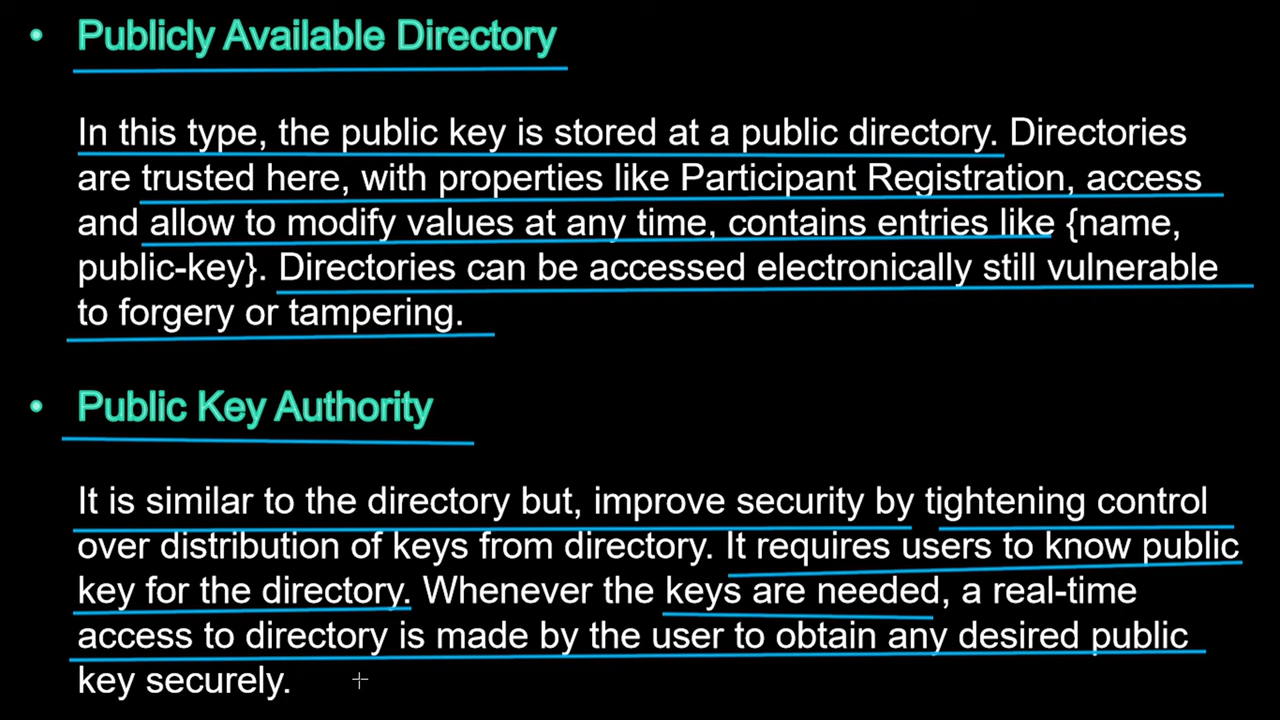 • Publicly Available Directory
In this type, the public key is stored at a public directory. Directories
are trusted here, with properties like Participant Registration, access
and allow to modify values at any time, contains entries like {name,
public-key}. Directories can be accessed electronically still vulnerable
to forgery or tampering.
• Public Key Authority
It is similar to the directory but, improve security by tightening control
over distribution of keys from directory. It requires users to know public
key for the directory. Whenever the keys are needed, a real-time
access to directory is made by the user to obtain any desired public
key securely.